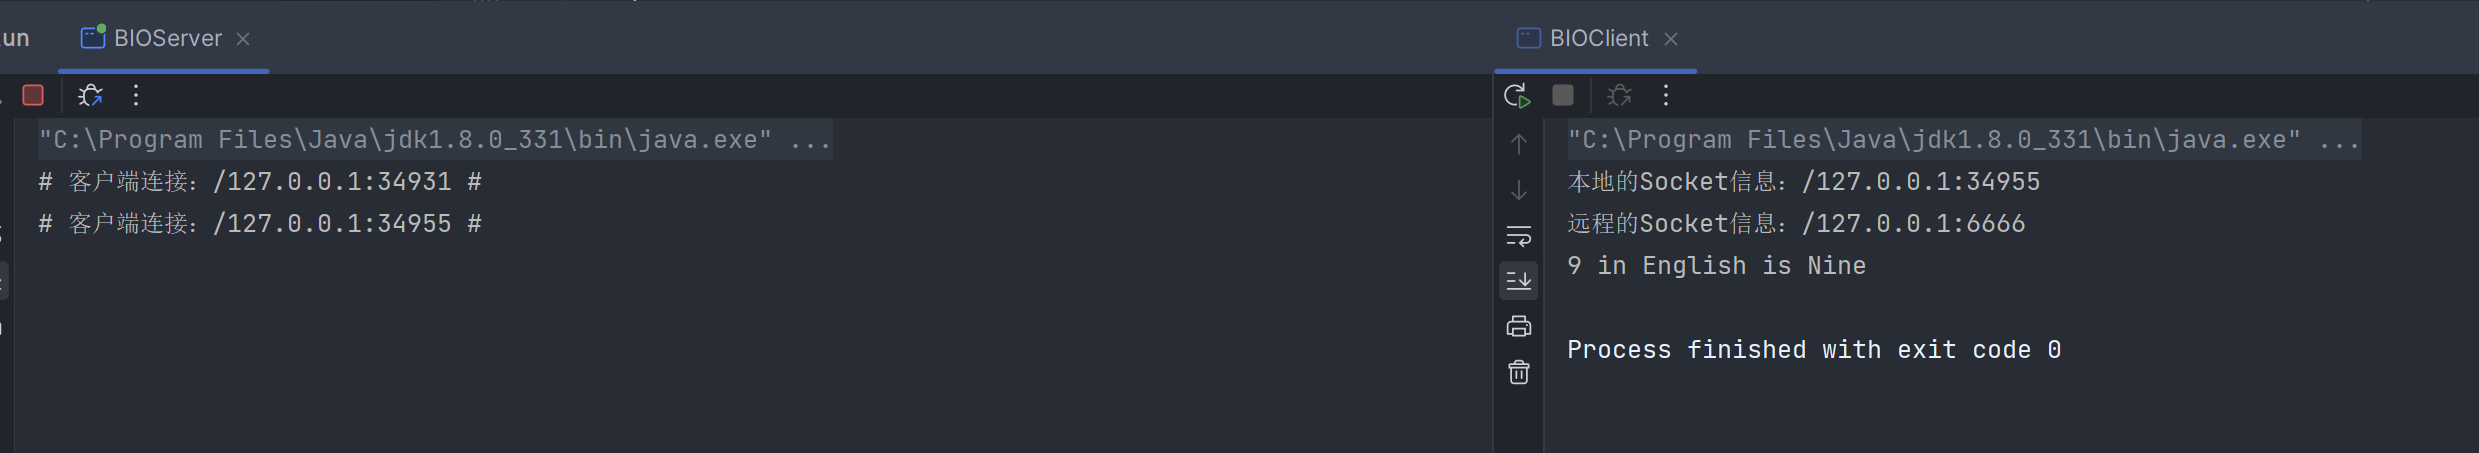 un
BIOServer
"C:\Program Files\Java\jdk1.8.0_331\bin\java.exe" ...
# 客户端连接：/127.0.0.1:34931 #
# 客户端连接：/127.0.0.1:34955 #
BIOClient
"C:\Program Files\Java\jdk1.8.0_331\bin\java.exe" ...
本地的Socket信息：/127.0.0.1:34955
远程的Socket信息：/127.0.0.1:6666
9 in English is Nine
Process finished with exit code 0